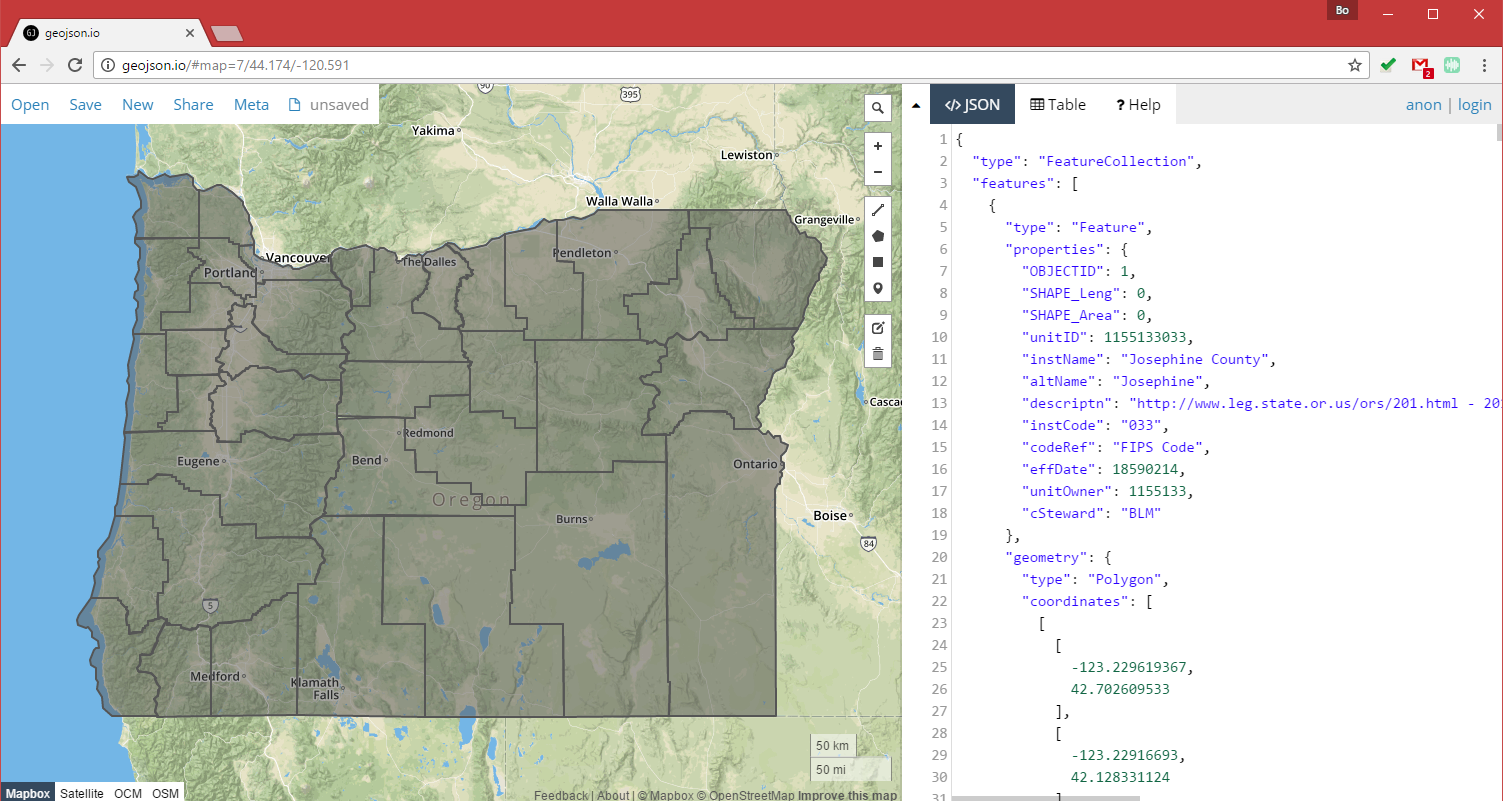 Bo
GJ geojson.io
geojson.io/#map=7/44.174/-120.591
2
Open Save New Share Meta unsaved
90
395
Yakima
Lewiston
Walla Walla
Grangeville
Pendleton
Vancouver
The Dalles
Portland
Casca
Redmond
Eugene
Bend
Ontario
Oregon
Burns
Boise
84
5
Medford
Klamath
Falls
50 km
50 mi
Mapbox Satellite OCM OSM
Feedback | About | © Mapbox © OpenStreetMap Improve this map
+
−
</> JSON Table ? Help anon | login
1 {
2 "type": "FeatureCollection",
3 "features": [
4 {
5 "type": "Feature",
6 "properties": {
7 "OBJECTID": 1,
8 "SHAPE_Leng": 0,
9 "SHAPE_Area": 0,
10 "unitID": 1155133033,
11 "instName": "Josephine County",
12 "altName": "Josephine",
13 "descriptn": "http://www.leg.state.or.us/ors/201.html - 20
14 "instCode": "033",
15 "codeRef": "FIPS Code",
16 "effDate": 18590214,
17 "unitOwner": 1155133,
18 "cSteward": "BLM"
19 },
20 "geometry": {
21 "type": "Polygon",
22 "coordinates": [
23 [
24 [
25 -123.229619367,
26 42.702609533
27 ],
28 [
29 -123.22916693,
30 42.128331124
31 ]